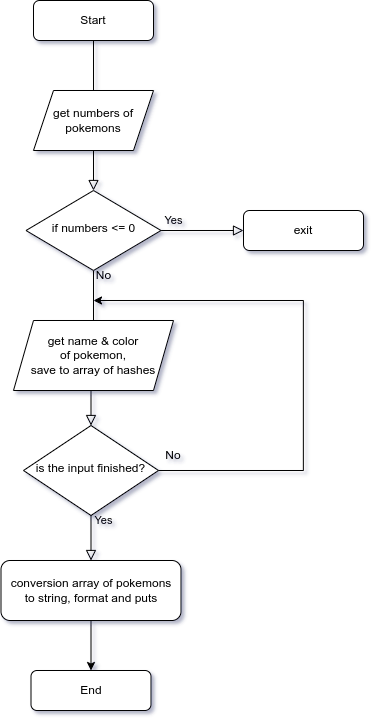 Start
get numbers of
pokemons
if numbers <= 0
Yes
exit
No
get name & color
of pokemon,
save to array of hashes
is the input finished?
No
Yes
conversion array of pokemons
to string, format and puts
End